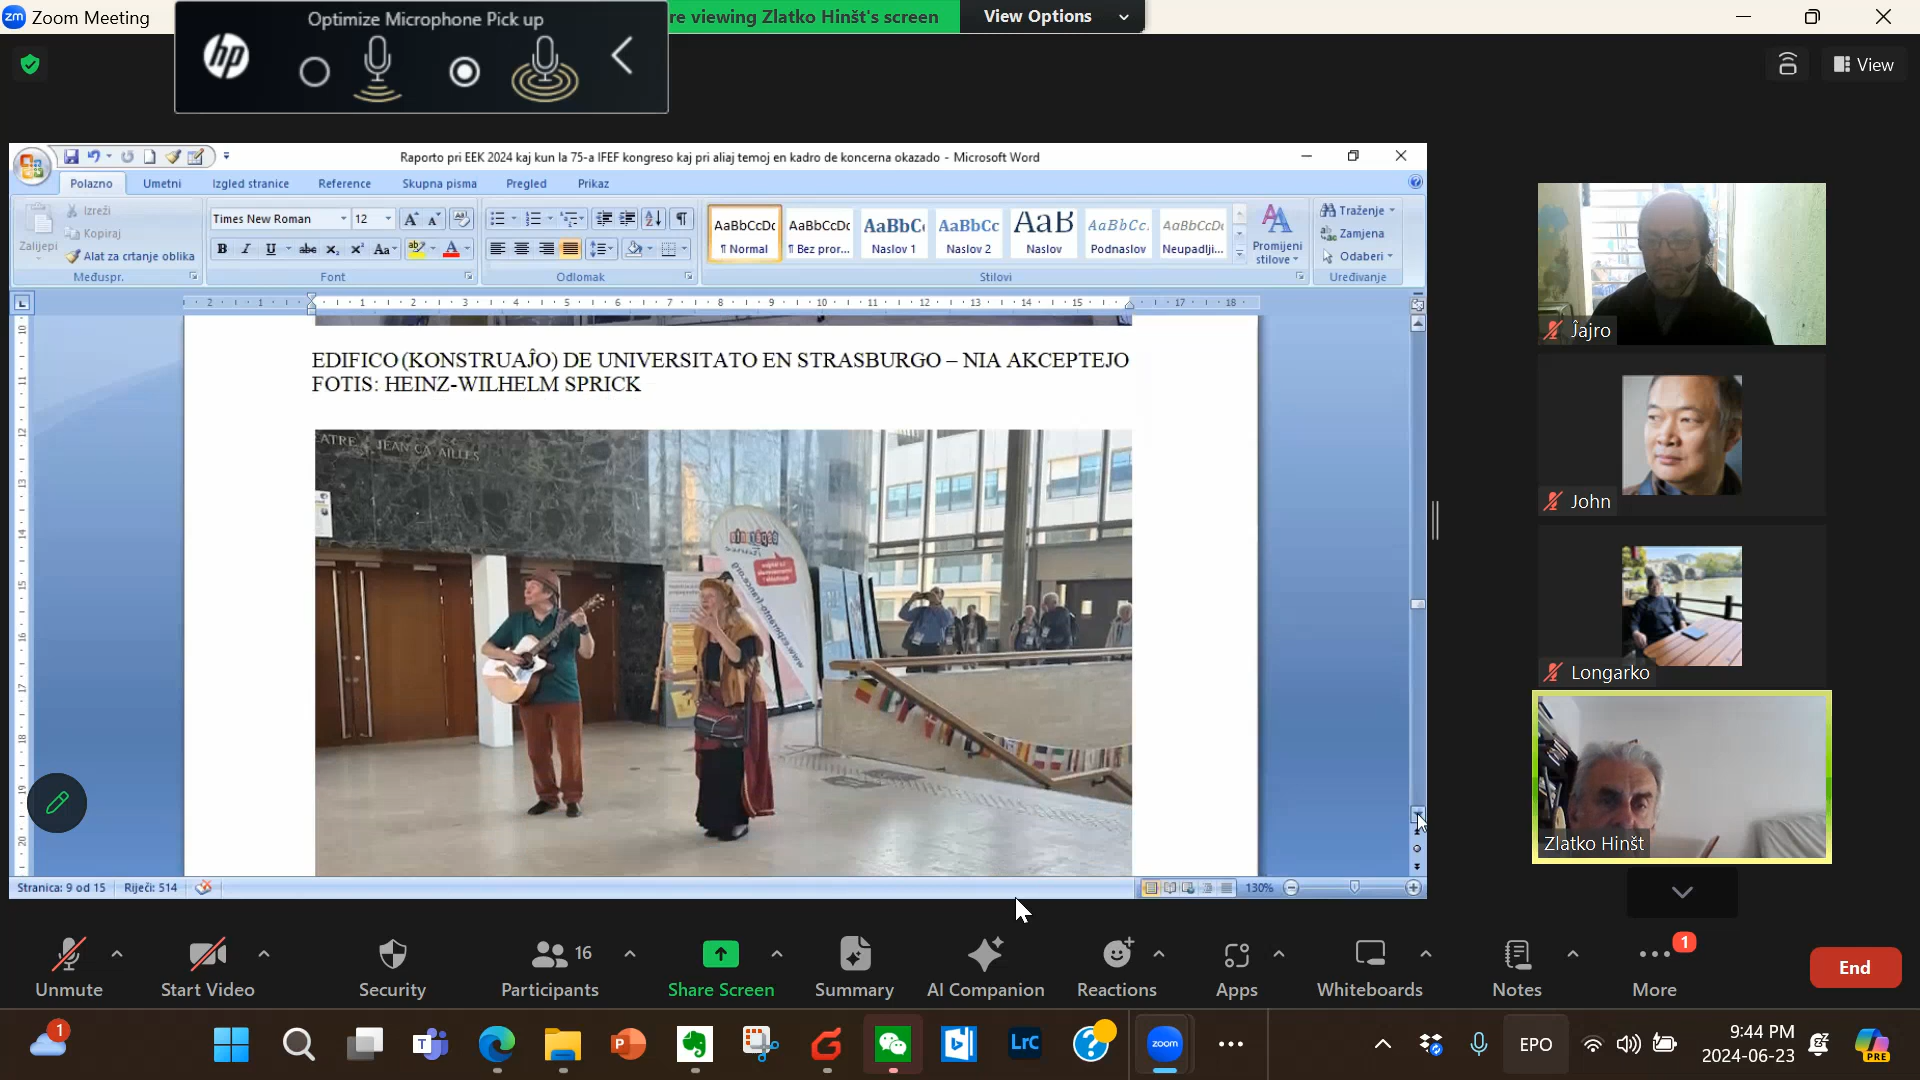 Zoom Meeting
Optimize Microphone Pick up
re viewing Zlatko Hinšt's screen
View Options
hp
View
Raporto pri EEK 2024 kaj kun la 75-a IFEF kongreso kaj pri aliaj temoj en kadro de koncerna okazado - Microsoft Word
Polazno Umetni Izgled stranice Reference Skupna pisma Pregled Prikaz
Zalijepi
Izreži
Kopiraj
Alat za crtanje oblika
Međuspr.
Times New Roman 12
Font
Odlomak
AaBbCcDc AaBbCcDc AaBbC AaBbCc AaB AaBbCc. AaBbCcDc
¶ Normal ¶ Bez pror... Naslov 1 Naslov 2 Naslov Podnaslov Neupadlji...
Promijeni stilove
Stilovi
Traženje
Zamjena
Odaberi
Uređivanje
EDIFICO (KONSTRUAĴO) DE UNIVERSITATO EN STRASBURGO – NIA AKCEPTEJO
FOTIS: HEINZ-WILHELM SPRICK
Stranica: 9 od 15 Riječi: 514
130%
Ĵajro
John
Longarko
Zlatko Hinšt
16
1
Unmute Start Video Security Participants Share Screen Summary AI Companion Reactions Apps Whiteboards Notes More End
1
zoom
LrC
EPO
9:44 PM
2024-06-23
PRE